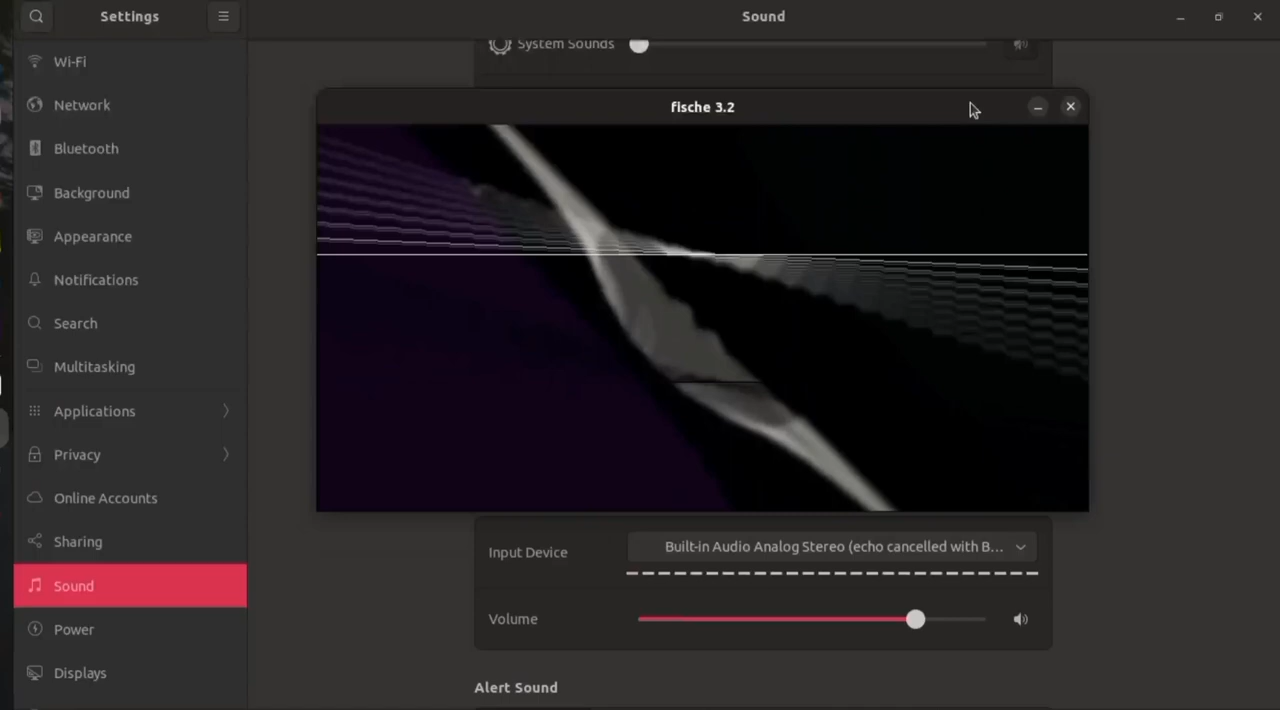 Settings
Sound
Wi-Fi
Network
Bluetooth
Background
Appearance
Notifications
Search
Multitasking
Applications
Privacy
Online Accounts
Sharing
Sound
Power
Displays
System Sounds
fische 3.2
Input Device
Built-in Audio Analog Stereo (echo cancelled with B...
Volume
Alert Sound